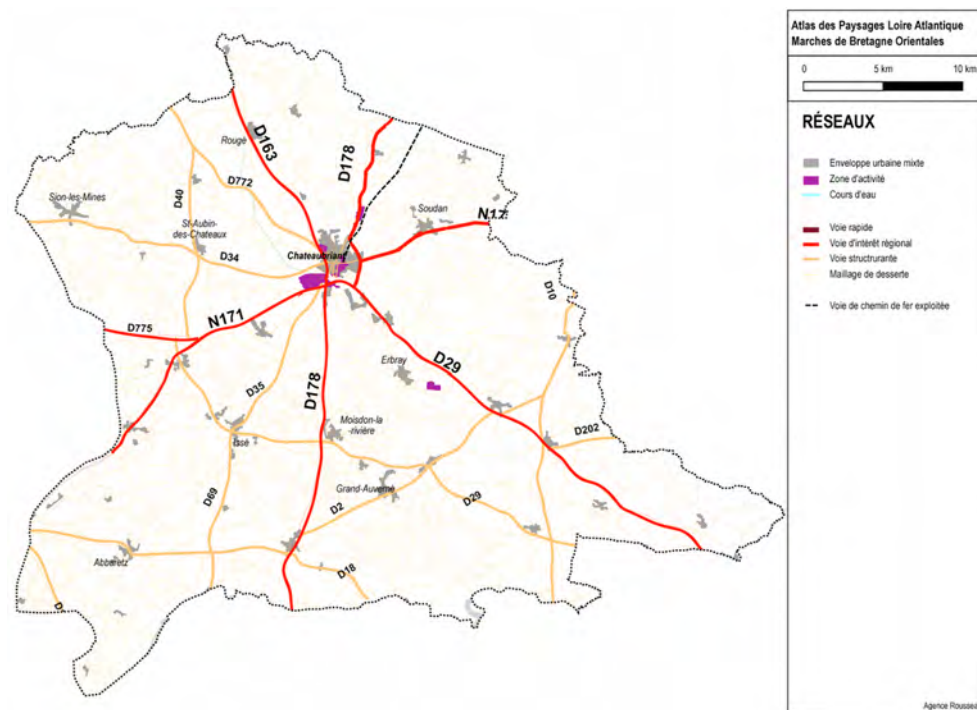 Atlas des Paysages Loire Atlantique
Marches de Bretagne Orientales
0 5 km 10 km
RÉSEAUX
Enveloppe urbaine mixte
Zone d'activité
Cours d'eau
Voie rapide
Voie d'intérêt régional
Voie structrurante
Maillage de desserte
Voie de chemin de fer exploitée
Agence Rousseau
Rougé
D163
D178
D772
D40
Sion-les-Mines
St-Aubin-
des-Chateaux
Soudan
N17
Chateaubriant
D34
D10
D775
N171
D29
Erbray
D35
D178
Moisdon-la
-rivière
D202
Issé
Grand-Auverné
D69
D2
D29
Abbaretz
D18
D